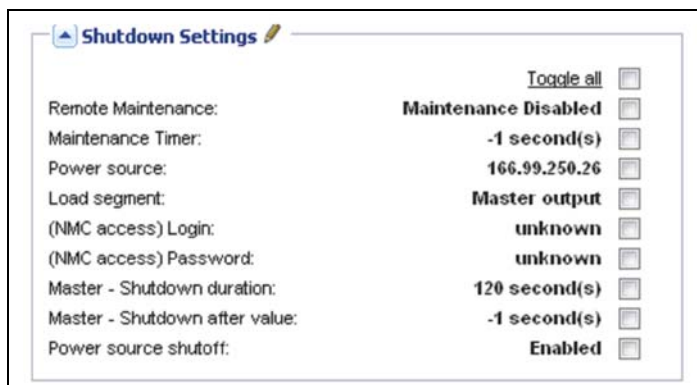 Shutdown Settings
Toggle all
Remote Maintenance: Maintenance Disabled
Maintenance Timer: -1 second(s)
Power source: 166.99.250.26
Load segment: Master output
(NMC access) Login: unknown
(NMC access) Password: unknown
Master - Shutdown duration: 120 second(s)
Master - Shutdown after value: -1 second(s)
Power source shutoff: Enabled